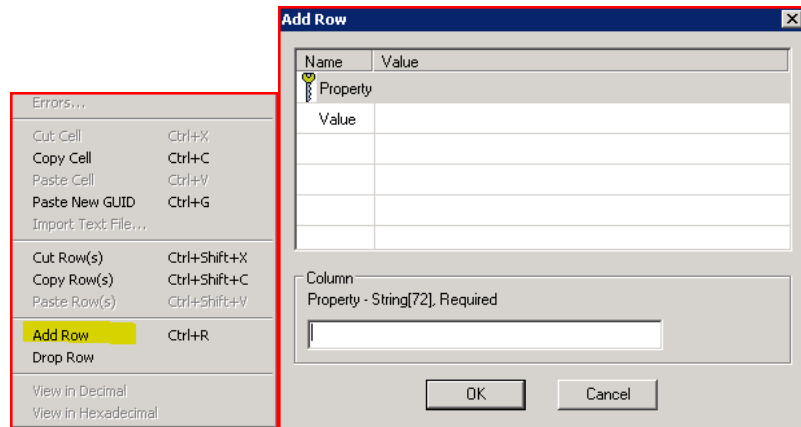 Errors...
Cut Cell Ctrl+X
Copy Cell Ctrl+C
Paste Cell Ctrl+V
Paste New GUID Ctrl+G
Import Text File...
Cut Row(s) Ctrl+Shift+X
Copy Row(s) Ctrl+Shift+C
Paste Row(s) Ctrl+Shift+V
Add Row Ctrl+R
Drop Row
View in Decimal
View in Hexadecimal
Add Row
Name Value
Property
Value
Column
Property - String[72], Required
OK Cancel